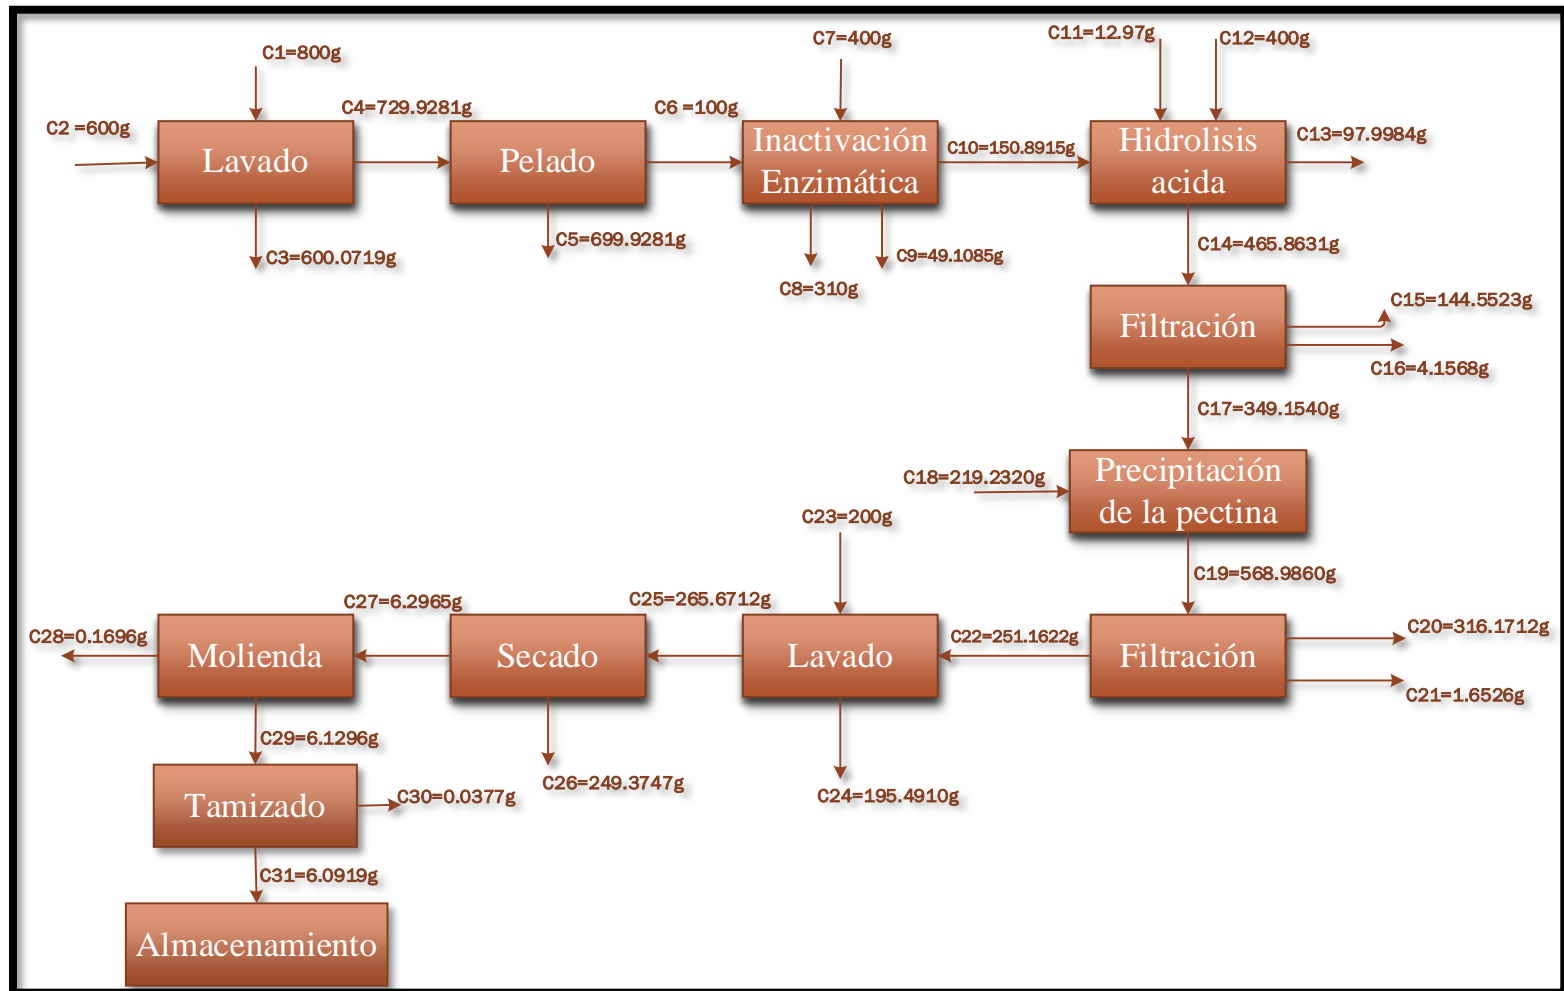 C1=800g
C2 =600g
Lavado
C3=600.0719g
C4=729.9281g
Pelado
C5=699.9281g
C6 =100g
C7=400g
Inactivación
Enzimática
C8=310g
C9=49.1085g
C10=150.8915g
C11=12.97g
C12=400g
Hidrolisis
acida
C13=97.9984g
C14=465.8631g
Filtración
C15=144.5523g
C16=4.1568g
C17=349.1540g
C18=219.2320g
Precipitación
de la pectina
C19=568.9860g
Filtración
C20=316.1712g
C21=1.6526g
C22=251.1622g
C23=200g
Lavado
C24=195.4910g
C25=265.6712g
Secado
C26=249.3747g
C27=6.2965g
Molienda
C28=0.1696g
C29=6.1296g
Tamizado
C30=0.0377g
C31=6.0919g
Almacenamiento